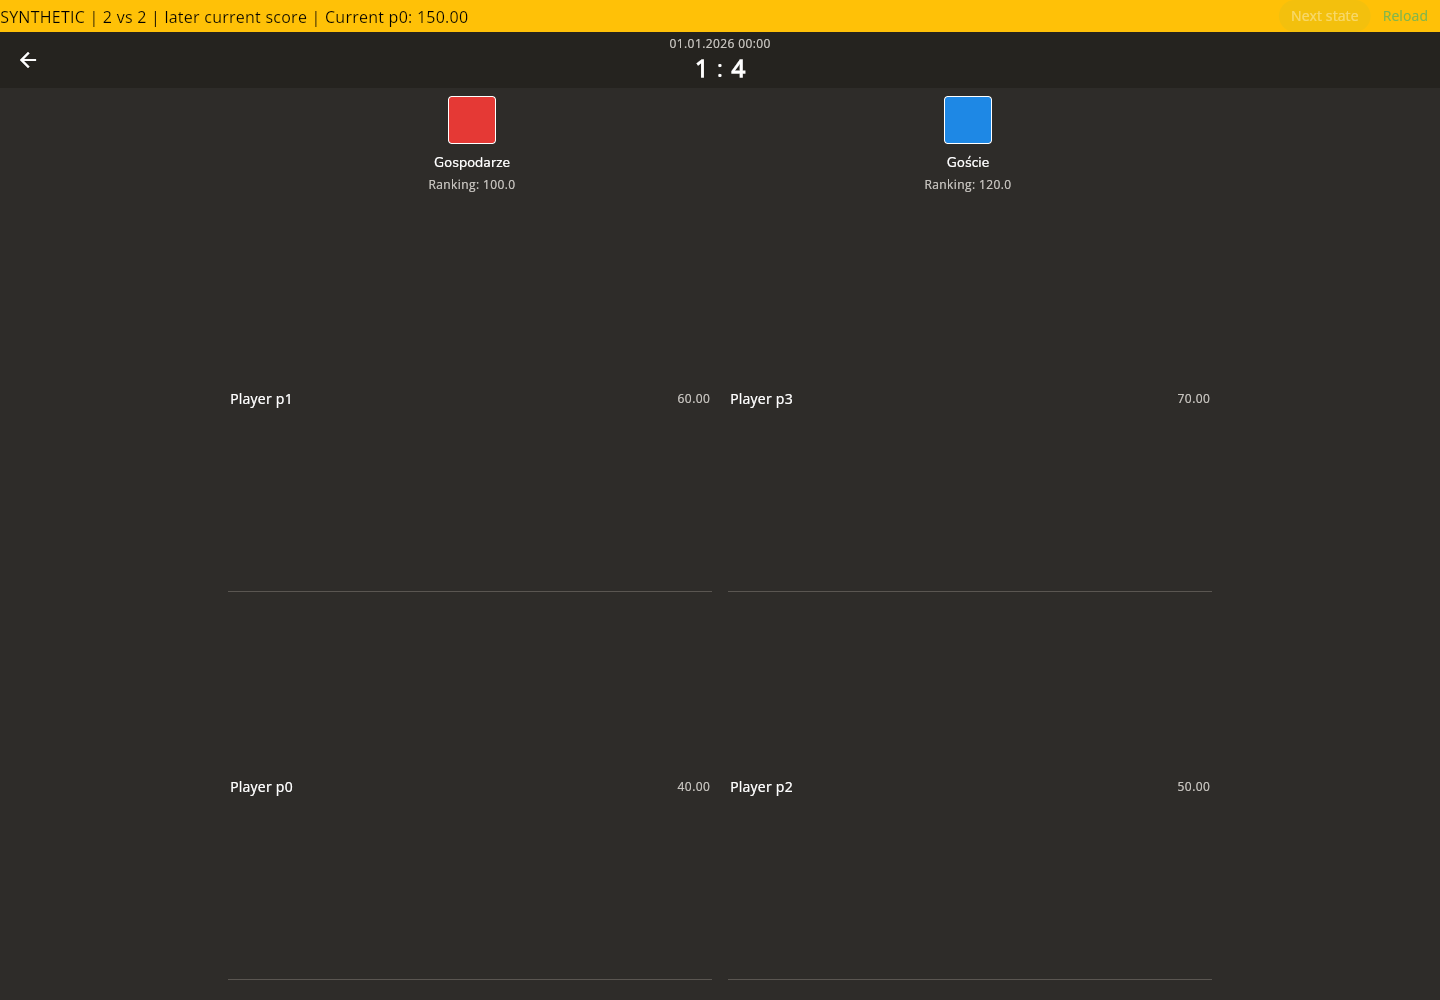 SYNTHETIC | 2 vs 2 | later current score | Current p0: 150.00
Next state
Reload
01.01.2026 00:00
1 : 4
Gospodarze
Goście
Ranking: 100.0
Ranking: 120.0
Player p1
60.00
Player p3
70.00
Player p0
40.00
Player p2
50.00